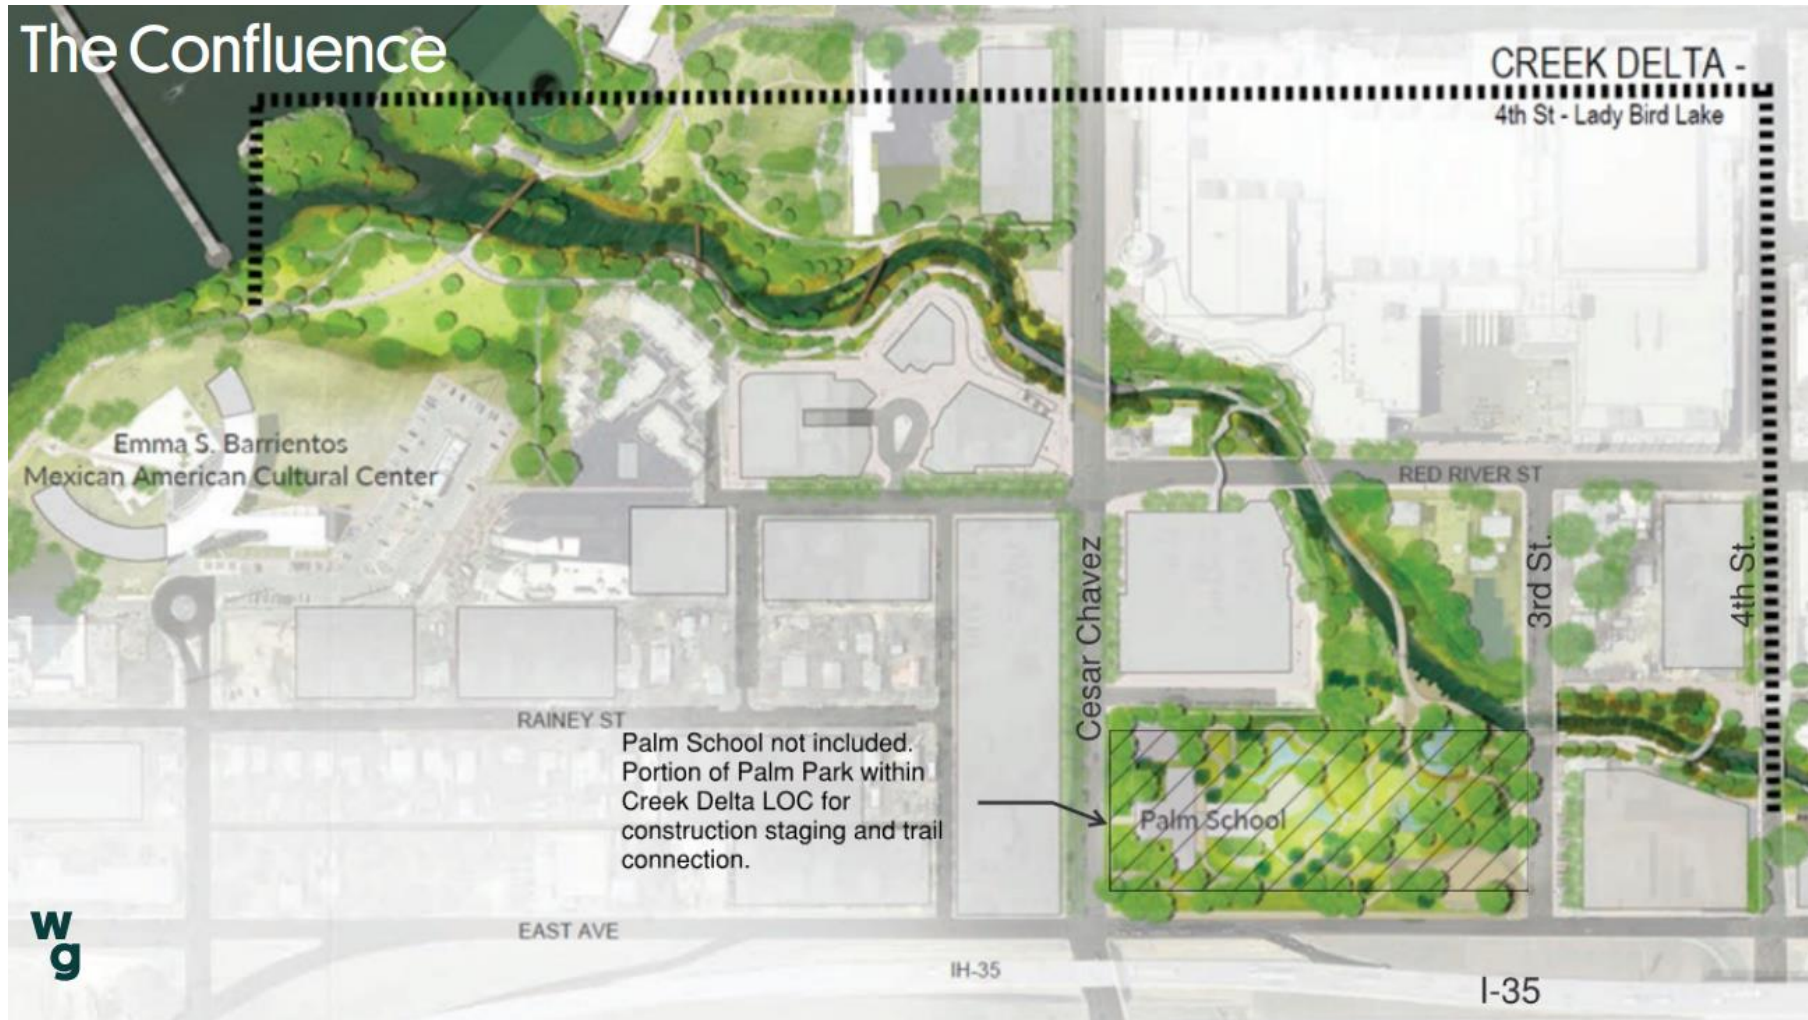 The Confluence
CREEK DELTA -
4th St - Lady Bird Lake
Emma S. Barrientos
Mexican American Cultural Center
RED RIVER ST
Cesar Chavez
3rd St.
4th St.
RAINEY ST
Palm School not included.
Portion of Palm Park within
Creek Delta LOC for
construction staging and trail
connection.
Palm School
EAST AVE
IH-35
I-35
w
g